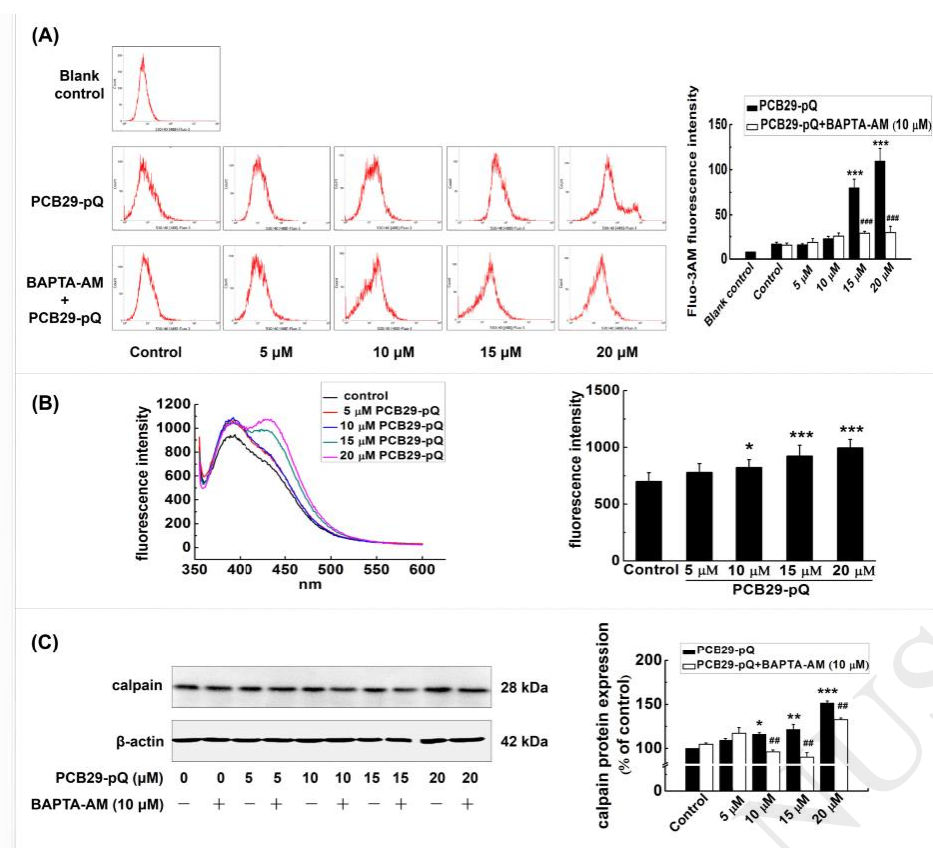 (A)
Blank
control
PCB29-pQ
BAPTA-AM
+
PCB29-pQ
Control 5 µM 10 µM 15 µM 20 µM
Fluo-3AM fluorescence intensity
PCB29-pQ
PCB29-pQ+BAPTA-AM (10 µM)
150
100
50
0
***
***
###
###
Blank control Control 5 µM 10 µM 15 µM 20 µM
(B)
fluorescence intensity
1200
1000
800
600
400
200
0
350 400 450 500 550 600
nm
control
5 µM PCB29-pQ
10 µM PCB29-pQ
15 µM PCB29-pQ
20 µM PCB29-pQ
fluorescence intensity
1500
1000
500
0
* *** ***
Control 5 µM 10 µM 15 µM 20 µM
PCB29-pQ
(C)
calpain 28 kDa
β-actin 42 kDa
PCB29-pQ (µM) 0 0 5 5 10 10 15 15 20 20
BAPTA-AM (10 µM) − + − + − + − + − +
calpain protein expression
(% of control)
PCB29-pQ
PCB29-pQ+BAPTA-AM (10 µM)
200
150
100
0
* ** ***
## ## ##
Control 5 µM 10 µM 15 µM 20 µM
NUS